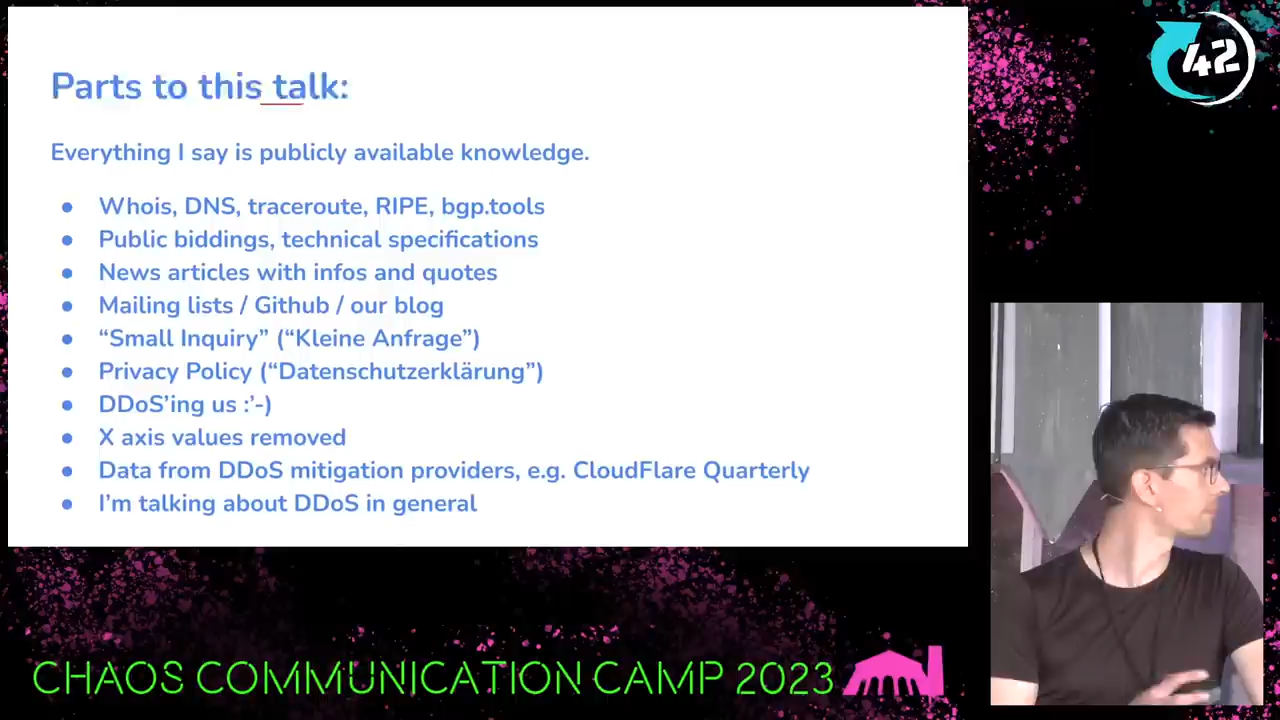 Parts to this talk:
Everything I say is publicly available knowledge.
● Whois, DNS, traceroute, RIPE, bgp.tools
● Public biddings, technical specifications
● News articles with infos and quotes
● Mailing lists / Github / our blog
● “Small Inquiry” (“Kleine Anfrage”)
● Privacy Policy (“Datenschutzerklärung”)
● DDoS’ing us :’-)
● X axis values removed
● Data from DDoS mitigation providers, e.g. CloudFlare Quarterly
● I’m talking about DDoS in general
42
CHAOS COMMUNICATION CAMP 2023